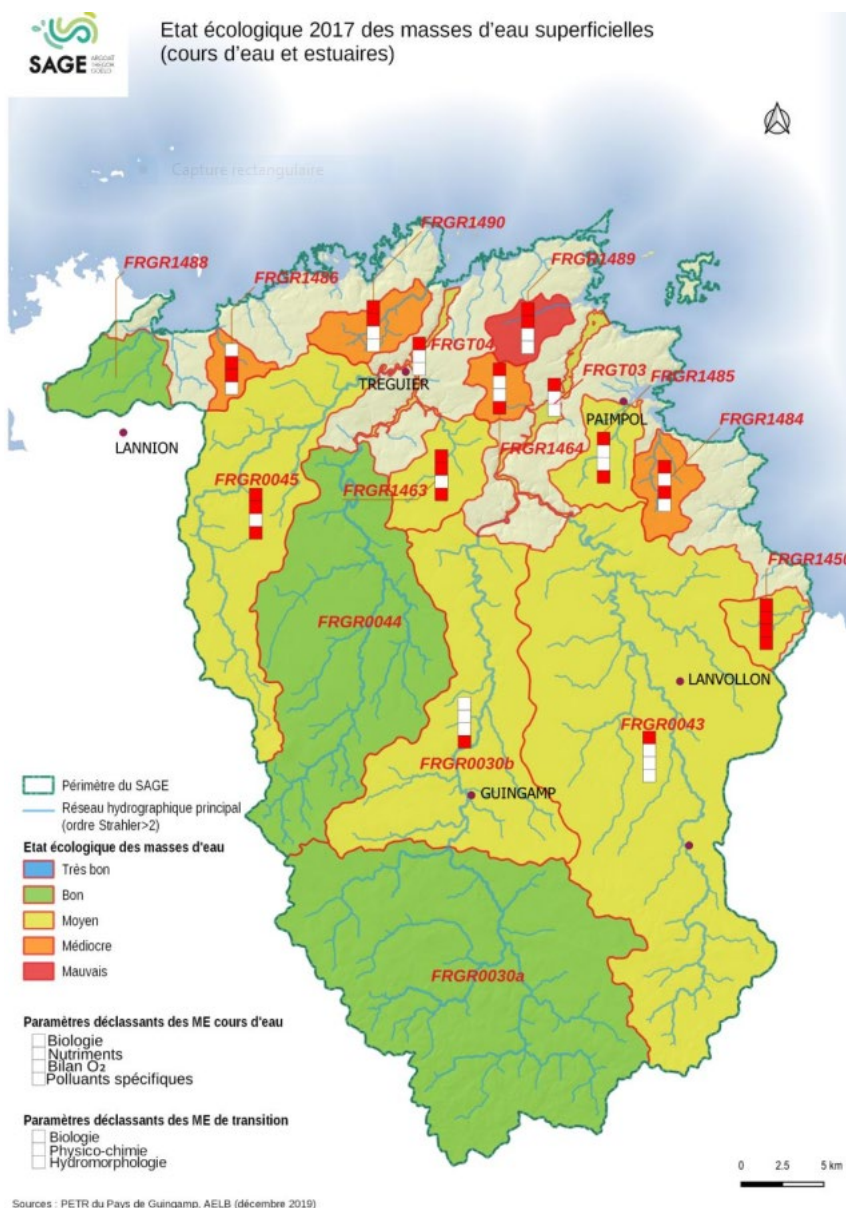 Etat écologique 2017 des masses d'eau superficielles
(cours d'eau et estuaires)
SAGE
ARGOAT
TRÉGOR
GOËLO
Capture rectangulaire
FRGR1490
FRGR1488
FRGR1486
FRGR1489
FRGT04
FRGT03
TREGUIER
FRGR1485
PAIMPOL
FRGR1484
LANNION
FRGR1464
FRGR0045
FRGR1463
FRGR1450
FRGR0044
LANVOLLON
FRGR0043
FRGR0030b
GUINGAMP
FRGR0030a
Périmètre du SAGE
Réseau hydrographique principal
(ordre Strahler>2)
Etat écologique des masses d'eau
Très bon
Bon
Moyen
Médiocre
Mauvais
Paramètres déclassants des ME cours d'eau
Biologie
Nutriments
Bilan O₂
Polluants spécifiques
Paramètres déclassants des ME de transition
Biologie
Physico-chimie
Hydromorphologie
0 2.5 5 km
Sources : PETR du Pays de Guingamp, AELB (décembre 2019)